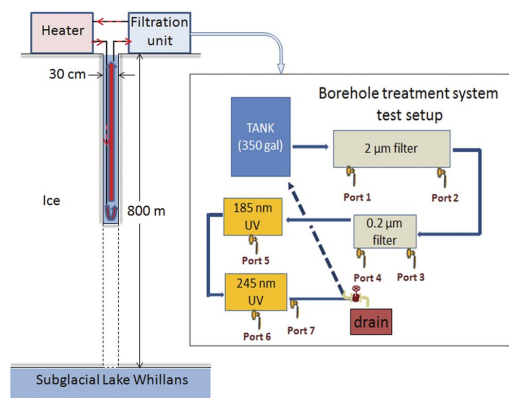 Heater
Filtration
unit
30 cm
Ice
800 m
Subglacial Lake Whillans
Borehole treatment system
test setup
TANK
(350 gal)
2 µm filter
Port 1
Port 2
185 nm
UV
Port 5
0.2 µm
filter
Port 4
Port 3
245 nm
UV
Port 6
Port 7
drain